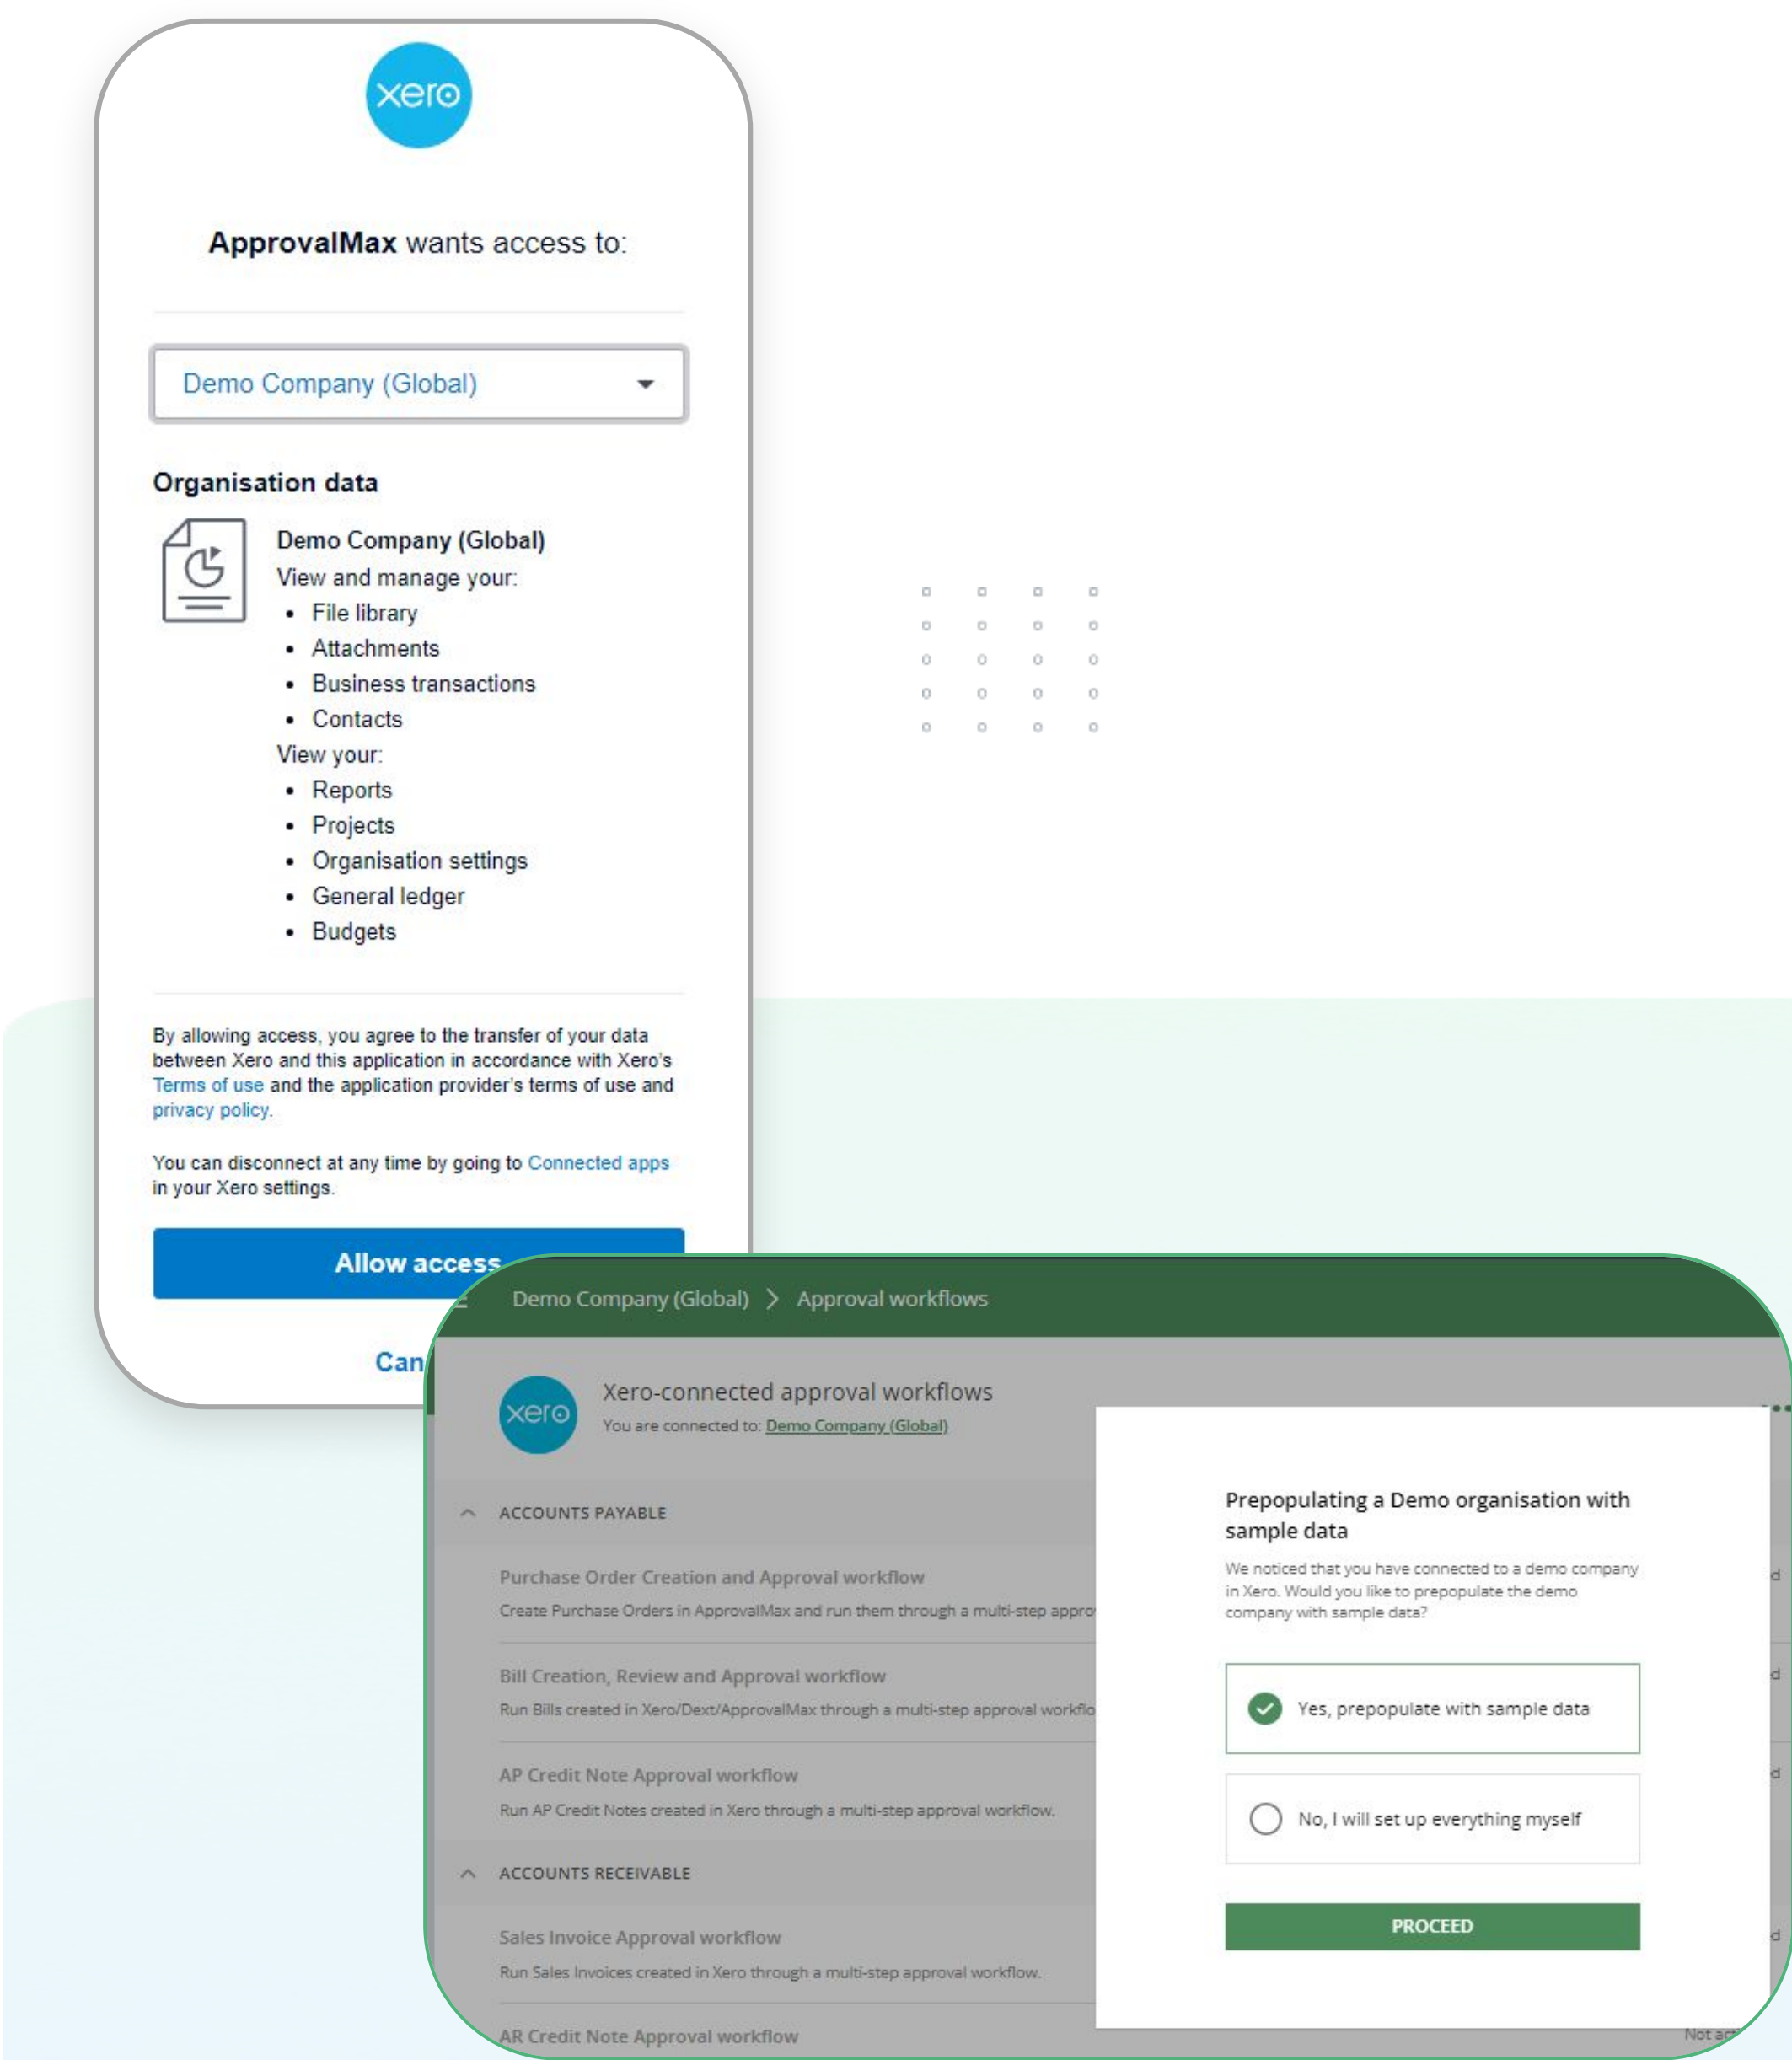 xero
ApprovalMax wants access to:
Demo Company (Global)
Organisation data
Demo Company (Global)
View and manage your:
• File library
• Attachments
• Business transactions
• Contacts
View your:
• Reports
• Projects
• Organisation settings
• General ledger
• Budgets
By allowing access, you agree to the transfer of your data
between Xero and this application in accordance with Xero's
Terms of use and the application provider's terms of use and
privacy policy.
You can disconnect at any time by going to Connected apps
in your Xero settings.
Allow access
Can
Demo Company (Global) > Approval workflows
xero
Xero-connected approval workflows
You are connected to: Demo Company (Global)
ACCOUNTS PAYABLE
Purchase Order Creation and Approval workflow
Create Purchase Orders in ApprovalMax and run them through a multi-step appro
Bill Creation, Review and Approval workflow
Run Bills created in Xero/Dext/ApprovalMax through a multi-step approval workflo
AP Credit Note Approval workflow
Run AP Credit Notes created in Xero through a multi-step approval workflow.
ACCOUNTS RECEIVABLE
Sales Invoice Approval workflow
Run Sales Invoices created in Xero through a multi-step approval workflow.
AR Credit Note Approval workflow
Prepopulating a Demo organisation with
sample data
We noticed that you have connected to a demo company
in Xero. Would you like to prepopulate the demo
company with sample data?
Yes, prepopulate with sample data
No, I will set up everything myself
PROCEED
d
d
d
d
Not